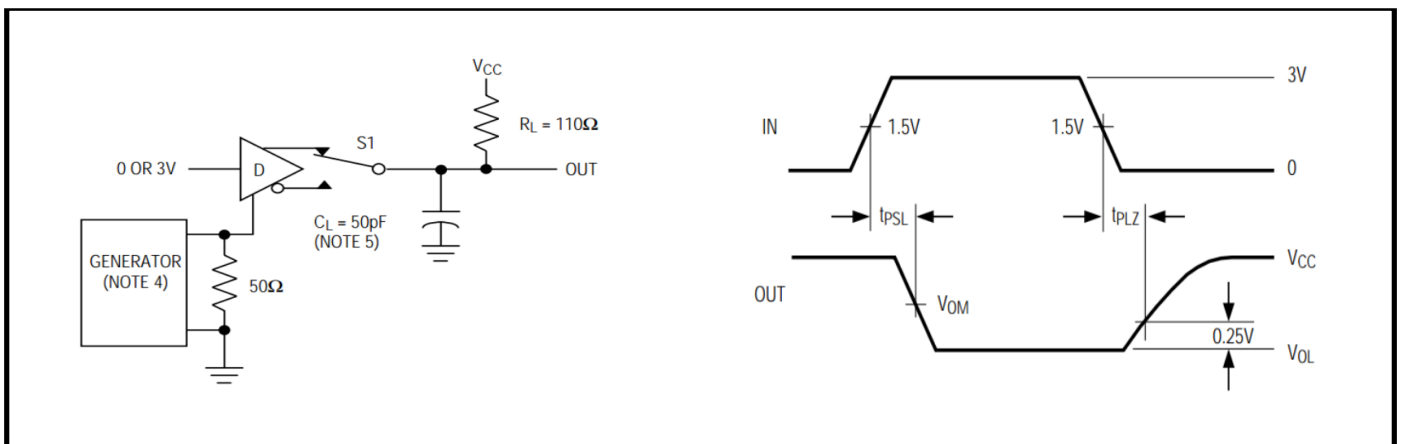 VCC
RL = 110Ω
S1
0 OR 3V
D
OUT
CL = 50pF
(NOTE 5)
GENERATOR
(NOTE 4)
50Ω
3V
IN
1.5V
1.5V
0
tPSL
tPLZ
VCC
OUT
VOM
0.25V
VOL